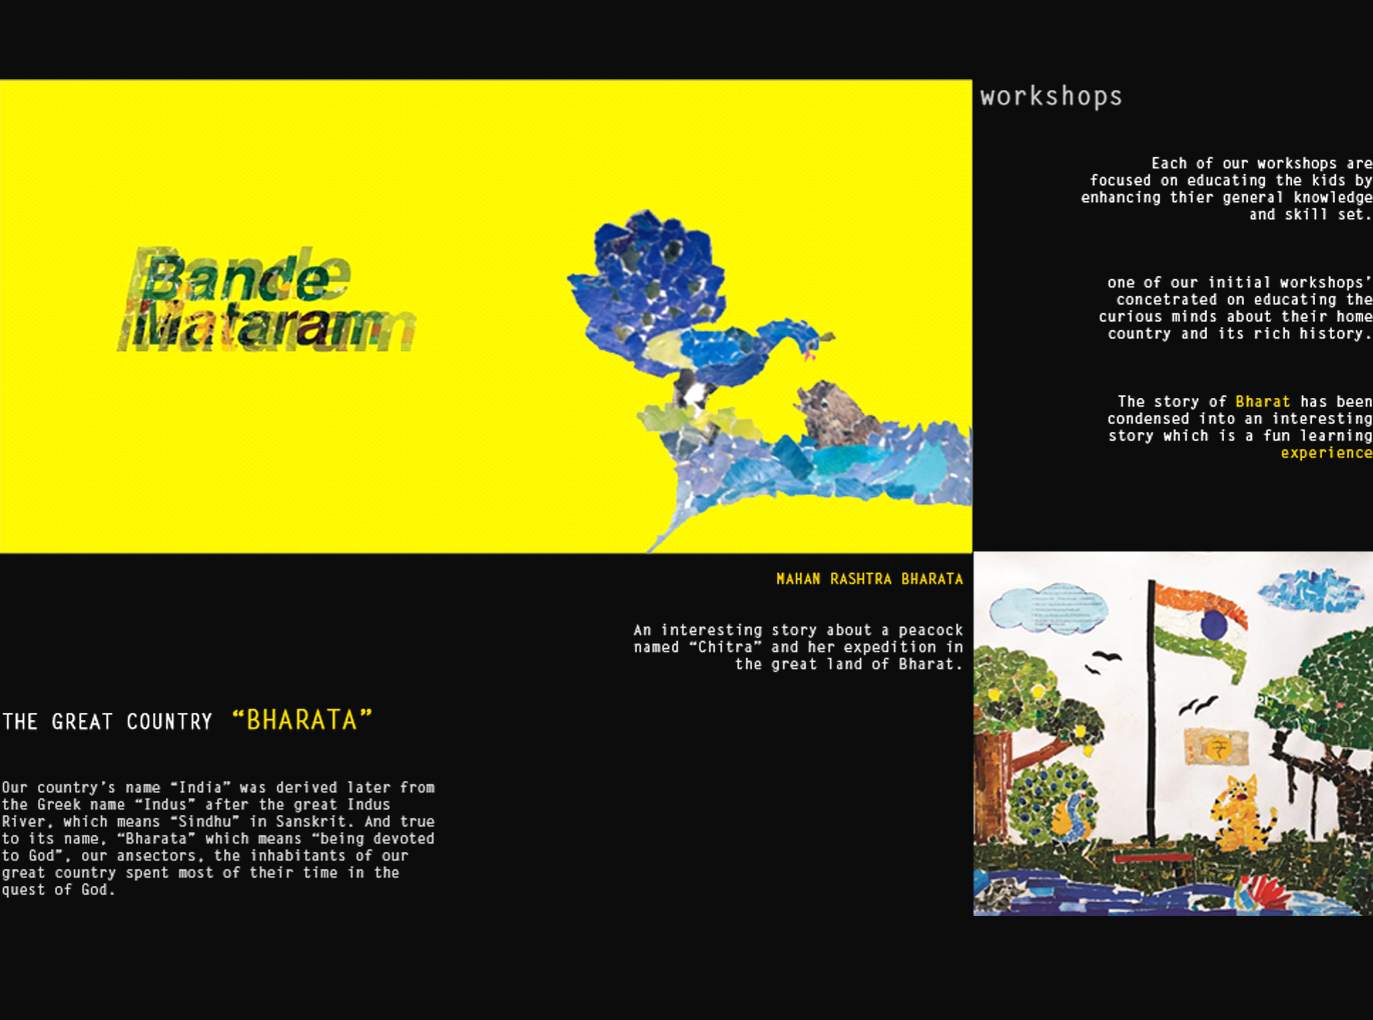 workshops
Each of our workshops are
focused on educating the kids by
enhancing thier general knowledge
and skill set.
one of our initial workshops’
concetrated on educating the
curious minds about their home
country and its rich history.
The story of Bharat has been
condensed into an interesting
story which is a fun learning
experience
Bande
Mataram
MAHAN RASHTRA BHARATA
An interesting story about a peacock
named “Chitra” and her expedition in
the great land of Bharat.
THE GREAT COUNTRY “BHARATA”
Our country’s name “India” was derived later from
the Greek name “Indus” after the great Indus
River, which means “Sindhu” in Sanskrit. And true
to its name, “Bharata” which means “being devoted
to God”, our ansectors, the inhabitants of our
great country spent most of their time in the
quest of God.